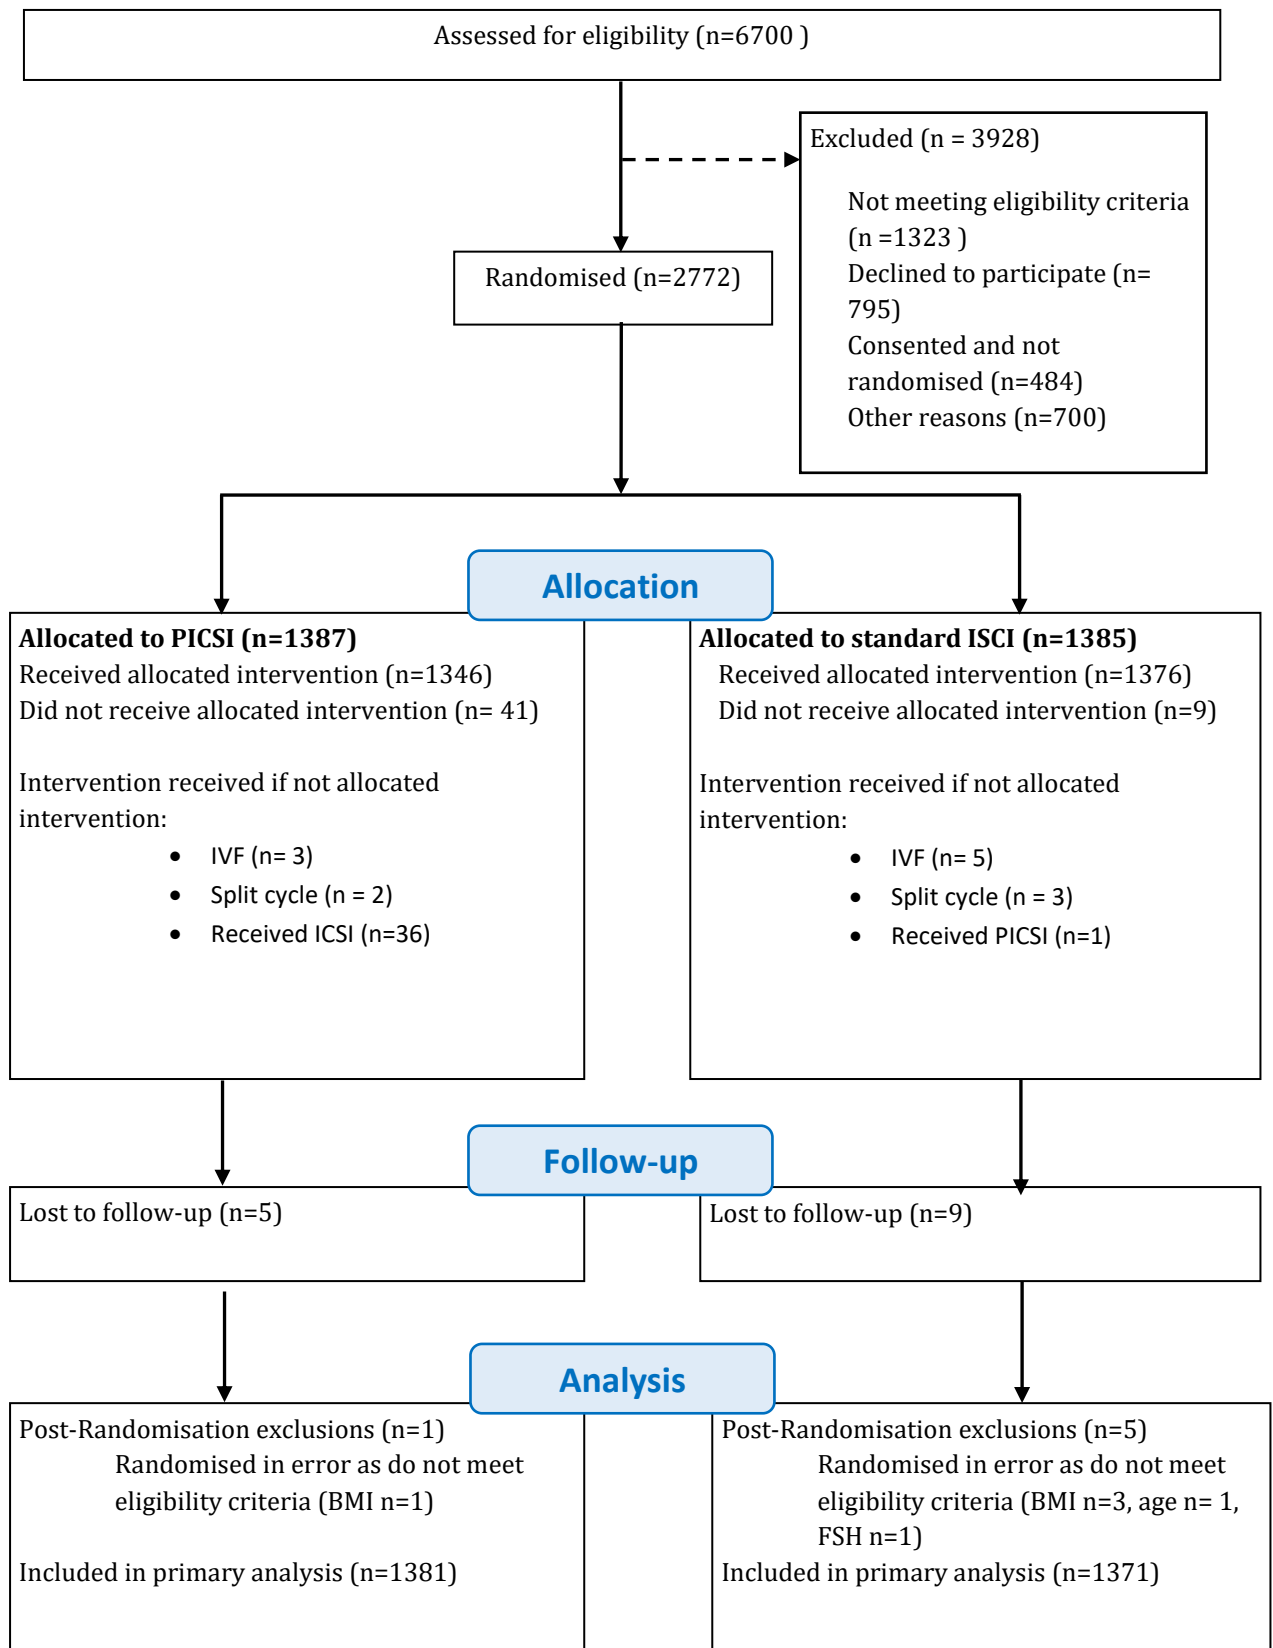 Assessed for eligibility (n=6700 )
Excluded (n = 3928)
Not meeting eligibility criteria
(n =1323 )
Declined to participate (n=
795)
Consented and not
randomised (n=484)
Other reasons (n=700)
Randomised (n=2772)
Allocation
Allocated to PICSI (n=1387)
Received allocated intervention (n=1346)
Did not receive allocated intervention (n= 41)
Intervention received if not allocated
intervention:
• IVF (n= 3)
• Split cycle (n = 2)
• Received ICSI (n=36)
Allocated to standard ISCI (n=1385)
Received allocated intervention (n=1376)
Did not receive allocated intervention (n=9)
Intervention received if not allocated
intervention:
• IVF (n= 5)
• Split cycle (n = 3)
• Received PICSI (n=1)
Follow-up
Lost to follow-up (n=5)
Lost to follow-up (n=9)
Analysis
Post-Randomisation exclusions (n=1)
Randomised in error as do not meet
eligibility criteria (BMI n=1)
Included in primary analysis (n=1381)
Post-Randomisation exclusions (n=5)
Randomised in error as do not meet
eligibility criteria (BMI n=3, age n= 1,
FSH n=1)
Included in primary analysis (n=1371)